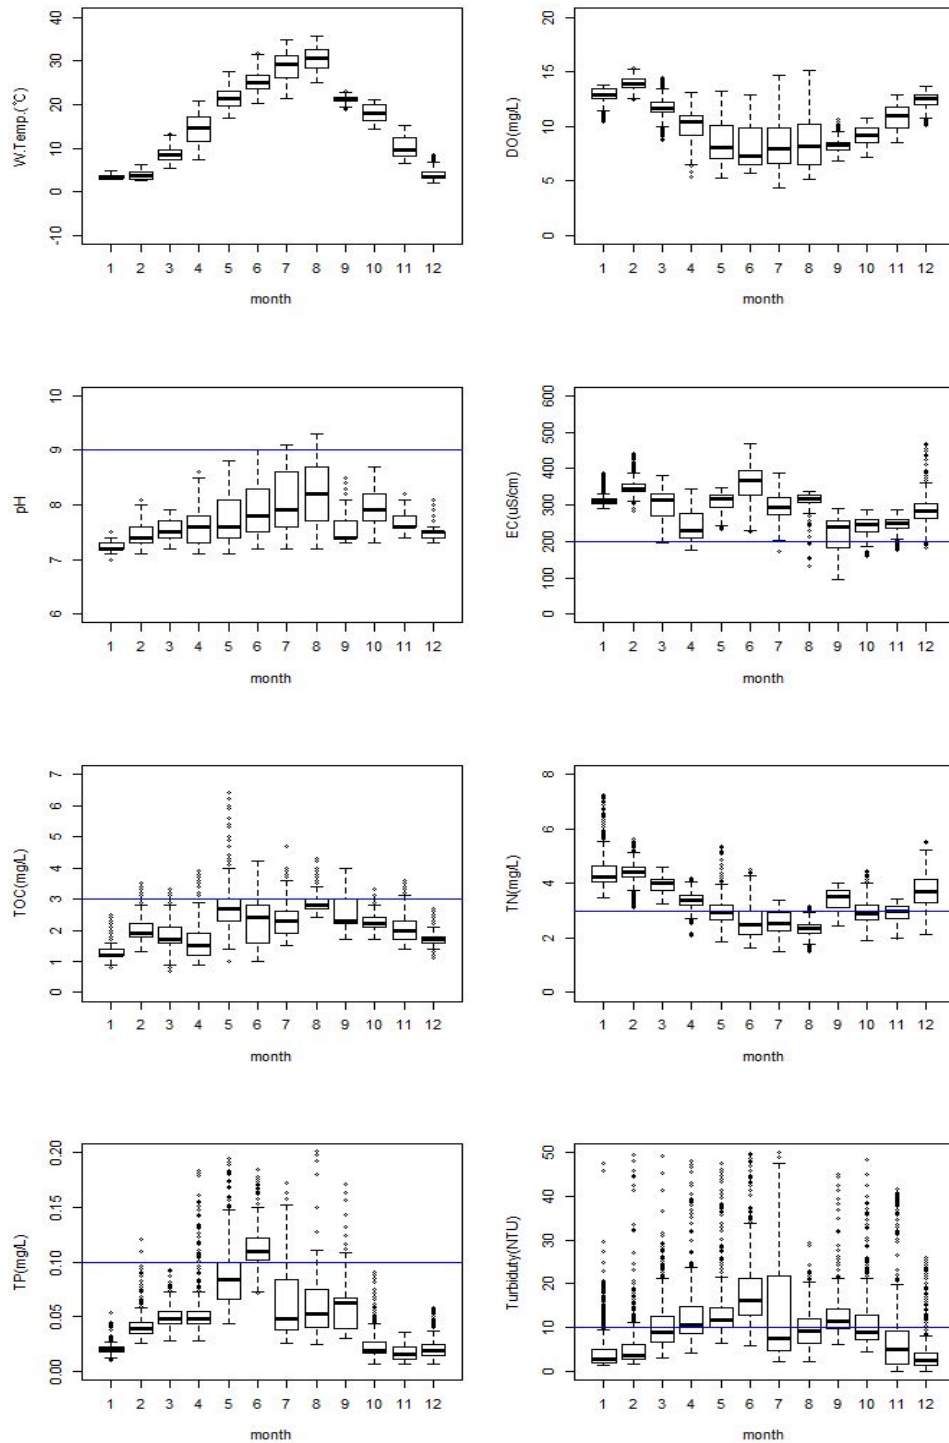 W.Temp.(℃)
40
30
20
10
0
-10
1 2 3 4 5 6 7 8 9 10 11 12
month
DO(mg/L)
20
15
10
5
0
1 2 3 4 5 6 7 8 9 10 11 12
month
pH
10
9
8
7
6
1 2 3 4 5 6 7 8 9 10 11 12
month
EC(uS/cm)
600
500
400
300
200
100
0
1 2 3 4 5 6 7 8 9 10 11 12
month
TOC(mg/L)
7
6
5
4
3
2
1
0
1 2 3 4 5 6 7 8 9 10 11 12
month
TN(mg/L)
8
6
4
2
0
1 2 3 4 5 6 7 8 9 10 11 12
month
TP(mg/L)
0.20
0.15
0.10
0.05
0.00
1 2 3 4 5 6 7 8 9 10 11 12
month
Turbiduty(NTU)
50
40
30
20
10
0
1 2 3 4 5 6 7 8 9 10 11 12
month